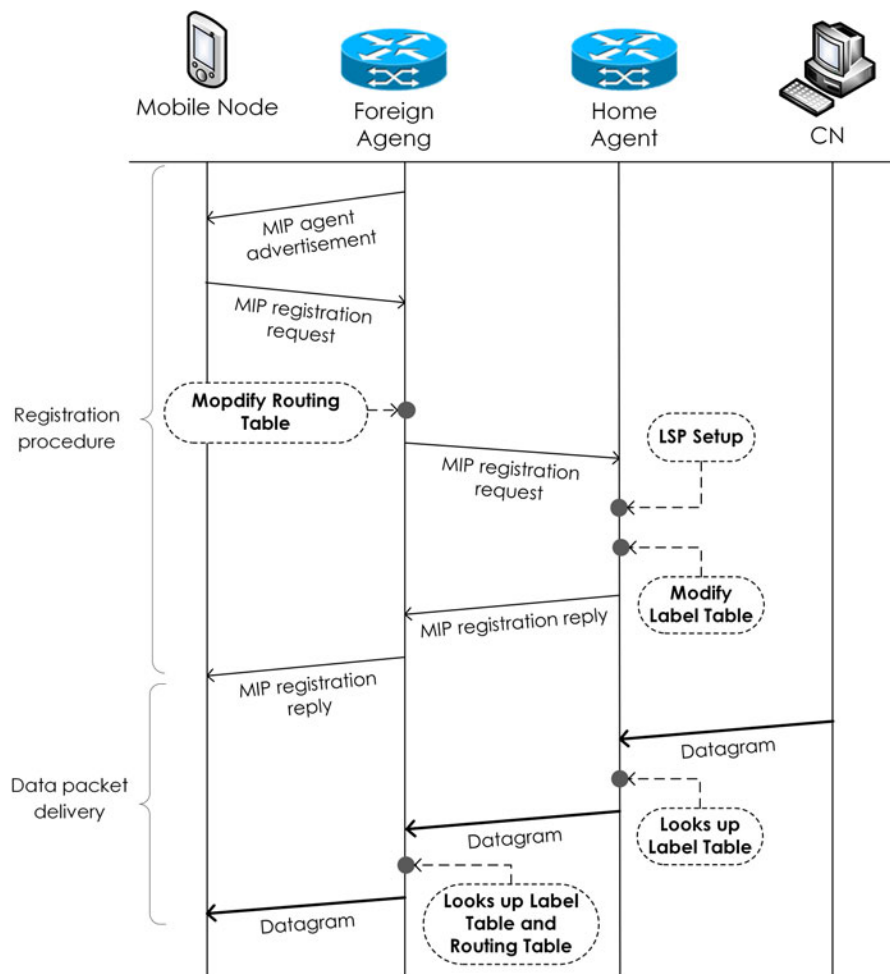 Mobile Node
Foreign
Ageng
Home
Agent
CN
MIP agent
advertisement
MIP registration
request
Mopdify Routing
Table
Registration
procedure
LSP Setup
MIP registration
request
Modify
Label Table
MIP registration reply
MIP registration
reply
Datagram
Data packet
delivery
Looks up
Label Table
Datagram
Looks up Label
Table and
Routing Table
Datagram